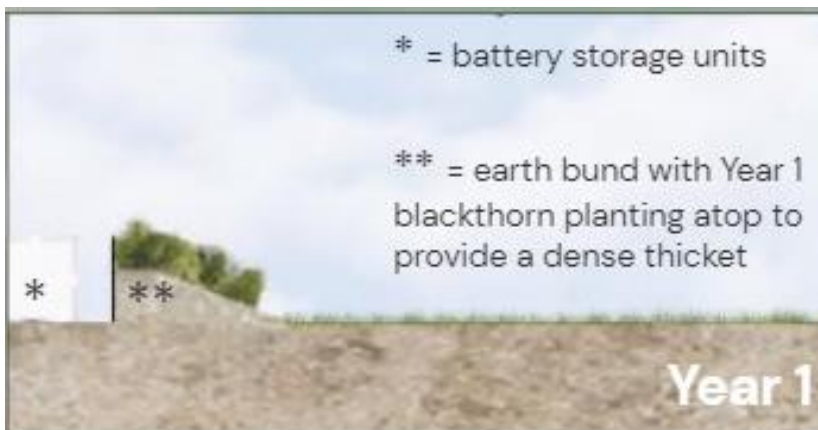 * = battery storage units
** = earth bund with Year 1
blackthorn planting atop to
provide a dense thicket
*
**
Year 1